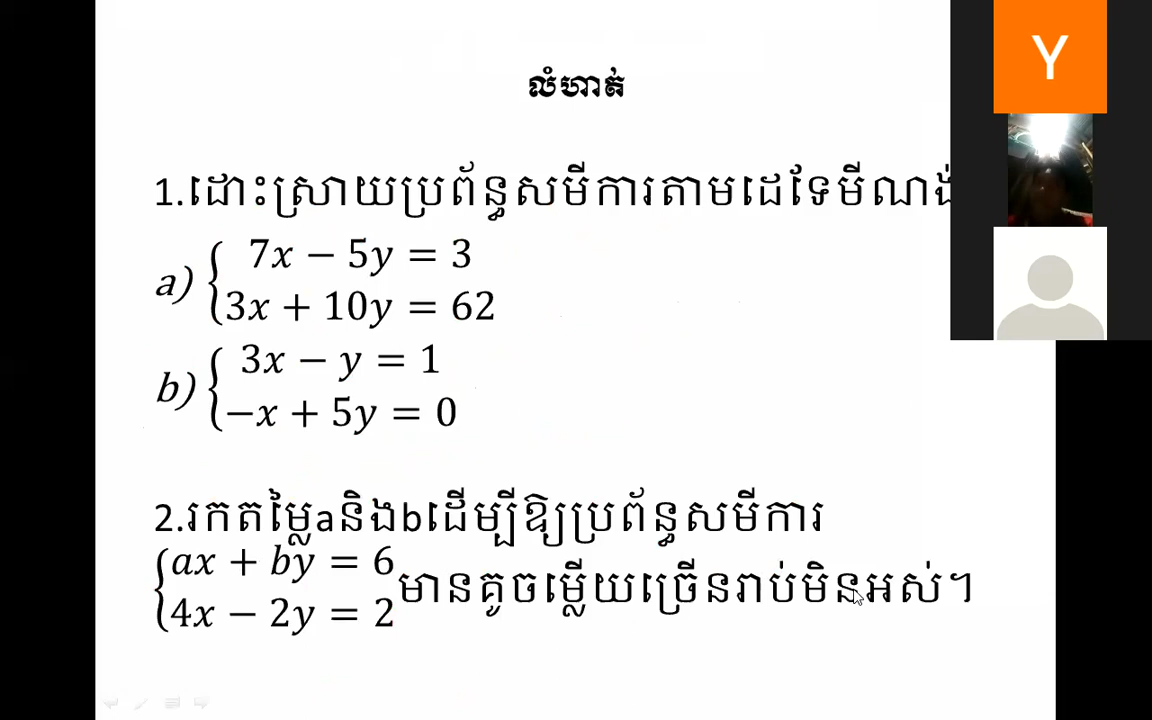 លំហាត់
1.ដោះស្រាយប្រព័ន្ធសមីការតាមដេទែមីណង់
a) {7x − 5y = 3
3x + 10y = 62
b) {3x − y = 1
−x + 5y = 0
2.រកតម្លៃaនិងbដើម្បីឱ្យប្រព័ន្ធសមីការ
{ax + by = 6
4x − 2y = 2 មានគូចម្លើយច្រើនរាប់មិនអស់។
Y